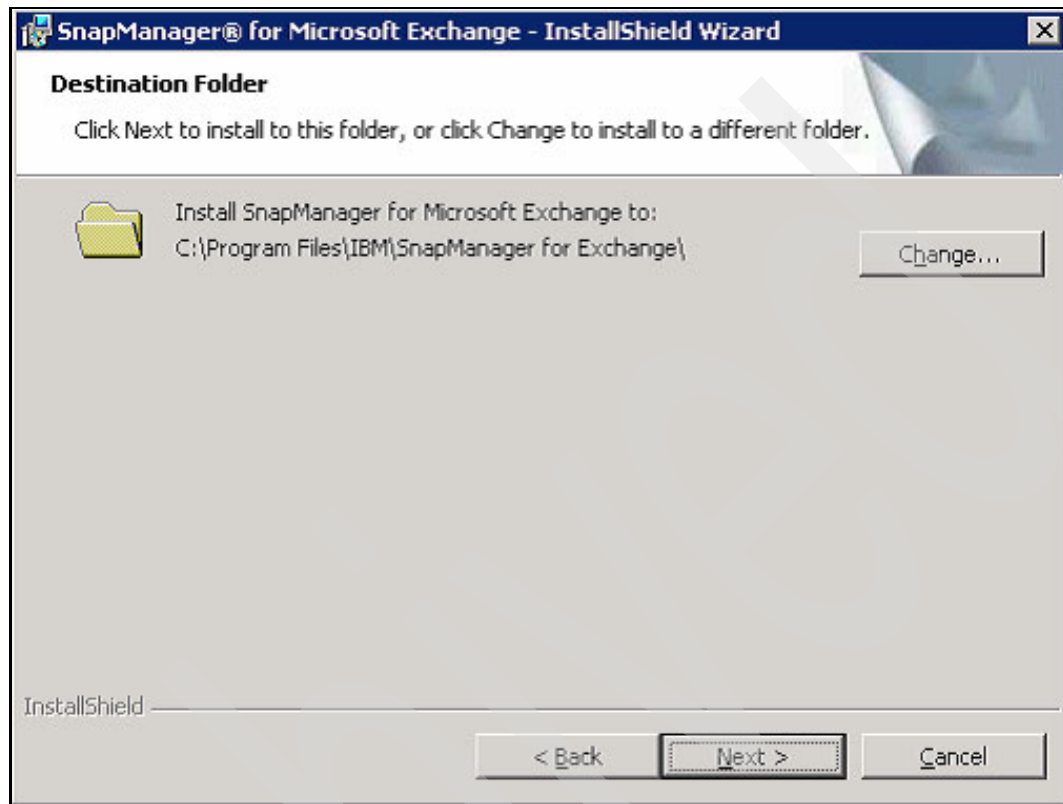 SnapManager® for Microsoft Exchange - InstallShield Wizard
Destination Folder
Click Next to install to this folder, or click Change to install to a different folder.
Install SnapManager for Microsoft Exchange to:
C:\Program Files\IBM\SnapManager for Exchange\
Change...
InstallShield
< Back
Next >
Cancel